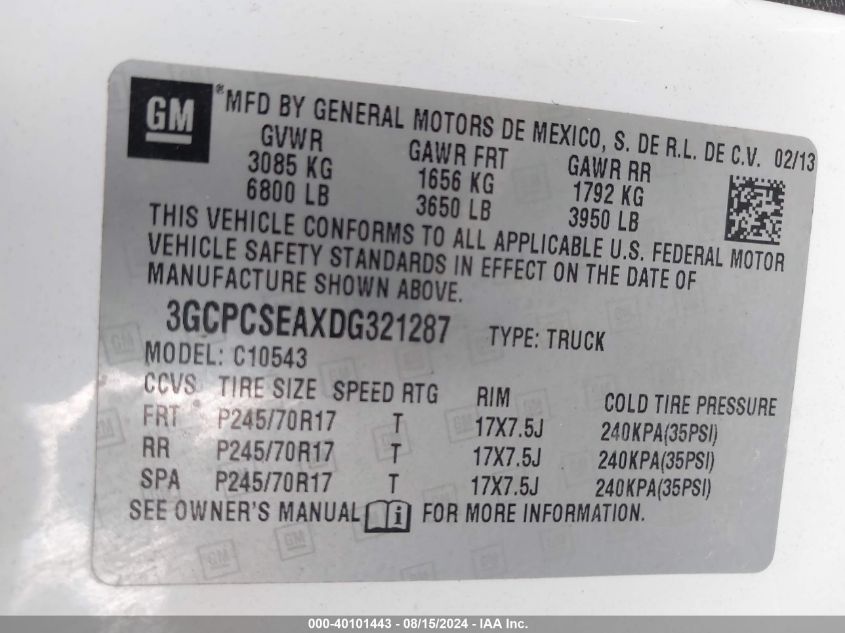 GM
®MFD BY GENERAL MOTORS DE MEXICO, S. DE R.L. DE C.V. 02/13
GVWR GAWR FRT GAWR RR
3085 KG 1656 KG 1792 KG
6800 LB 3650 LB 3950 LB
THIS VEHICLE CONFORMS TO ALL APPLICABLE U.S. FEDERAL MOTOR
VEHICLE SAFETY STANDARDS IN EFFECT ON THE DATE OF
MANUFACTURE SHOWN ABOVE.
3GCPCSEAXDG321287 TYPE: TRUCK
MODEL: C10543
CCVS TIRE SIZE SPEED RTG RIM COLD TIRE PRESSURE
FRT P245/70R17 T 17X7.5J 240KPA(35PSI)
RR P245/70R17 T 17X7.5J 240KPA(35PSI)
SPA P245/70R17 T 17X7.5J 240KPA(35PSI)
SEE OWNER'S MANUAL i FOR MORE INFORMATION.
000-40101443 - 08/15/2024 - IAA Inc.